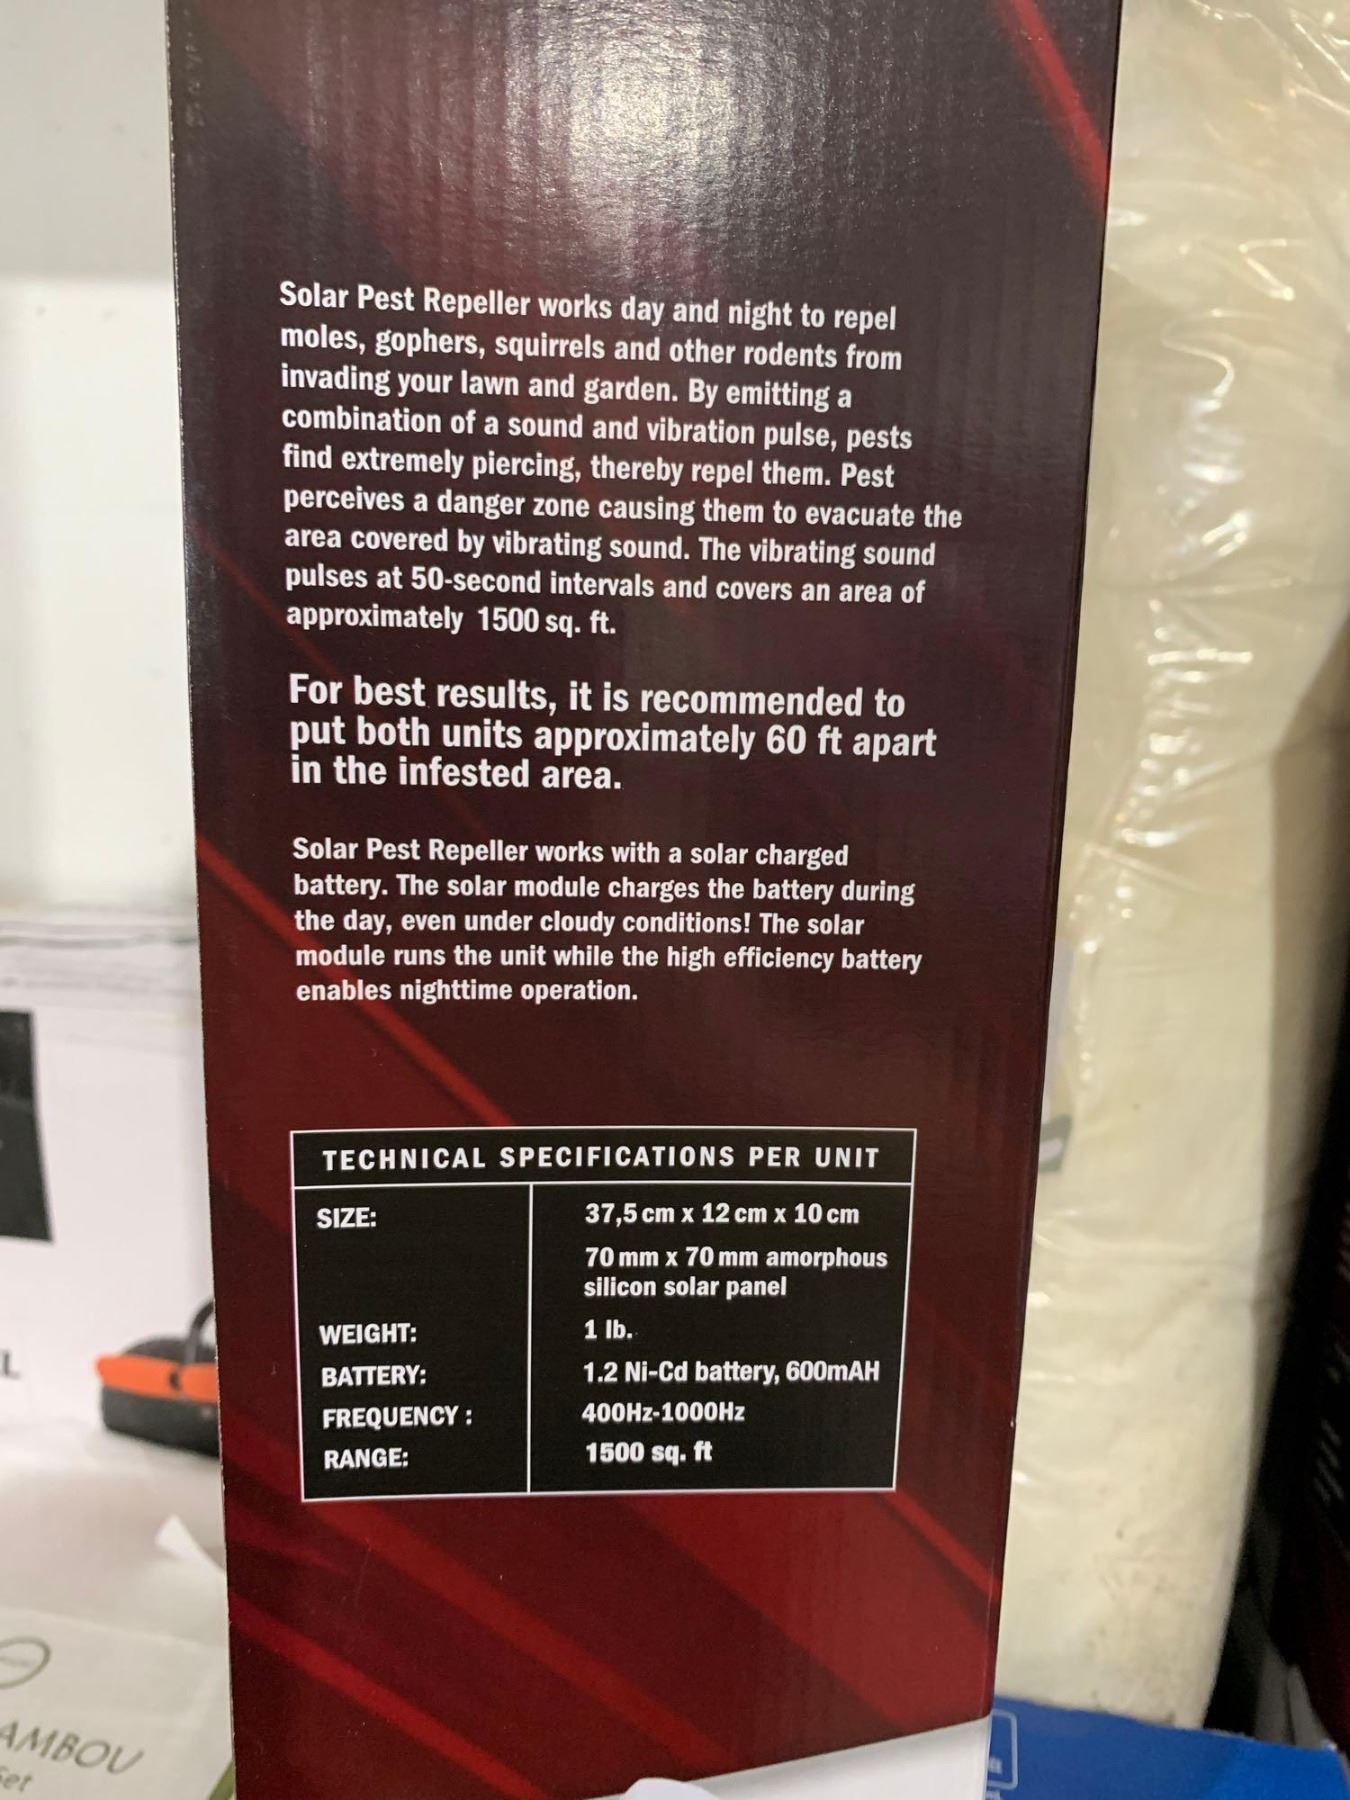 Solar Pest Repeller works day and night to repel
moles, gophers, squirrels and other rodents from
invading your lawn and garden. By emitting a
combination of a sound and vibration pulse, pests
find extremely piercing, thereby repel them. Pest
perceives a danger zone causing them to evacuate the
area covered by vibrating sound. The vibrating sound
pulses at 50-second intervals and covers an area of
approximately 1500 sq. ft.
For best results, it is recommended to
put both units approximately 60 ft apart
in the infested area.
Solar Pest Repeller works with a solar charged
battery. The solar module charges the battery during
the day, even under cloudy conditions! The solar
module runs the unit while the high efficiency battery
enables nighttime operation.
TECHNICAL SPECIFICATIONS PER UNIT
SIZE: 37,5 cm x 12 cm x 10 cm
70 mm x 70 mm amorphous
silicon solar panel
WEIGHT: 1 lb.
BATTERY: 1.2 Ni-Cd battery, 600mAH
FREQUENCY : 400Hz-1000Hz
RANGE: 1500 sq. ft
L
AMBOU
Set